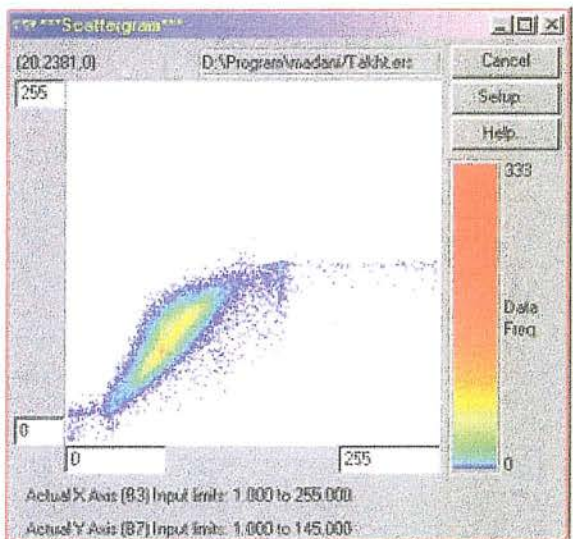 ***Scattergram***
(20.2381,0)
D:\Program\madani/Takht.ers
Cancel
255
Setup
Help...
333
Data
Freq
0
0
0
255
Actual X Axis (B3) Input limits: 1.000 to 255.000
Actual Y Axis (B7) Input limits: 1.000 to 145.000